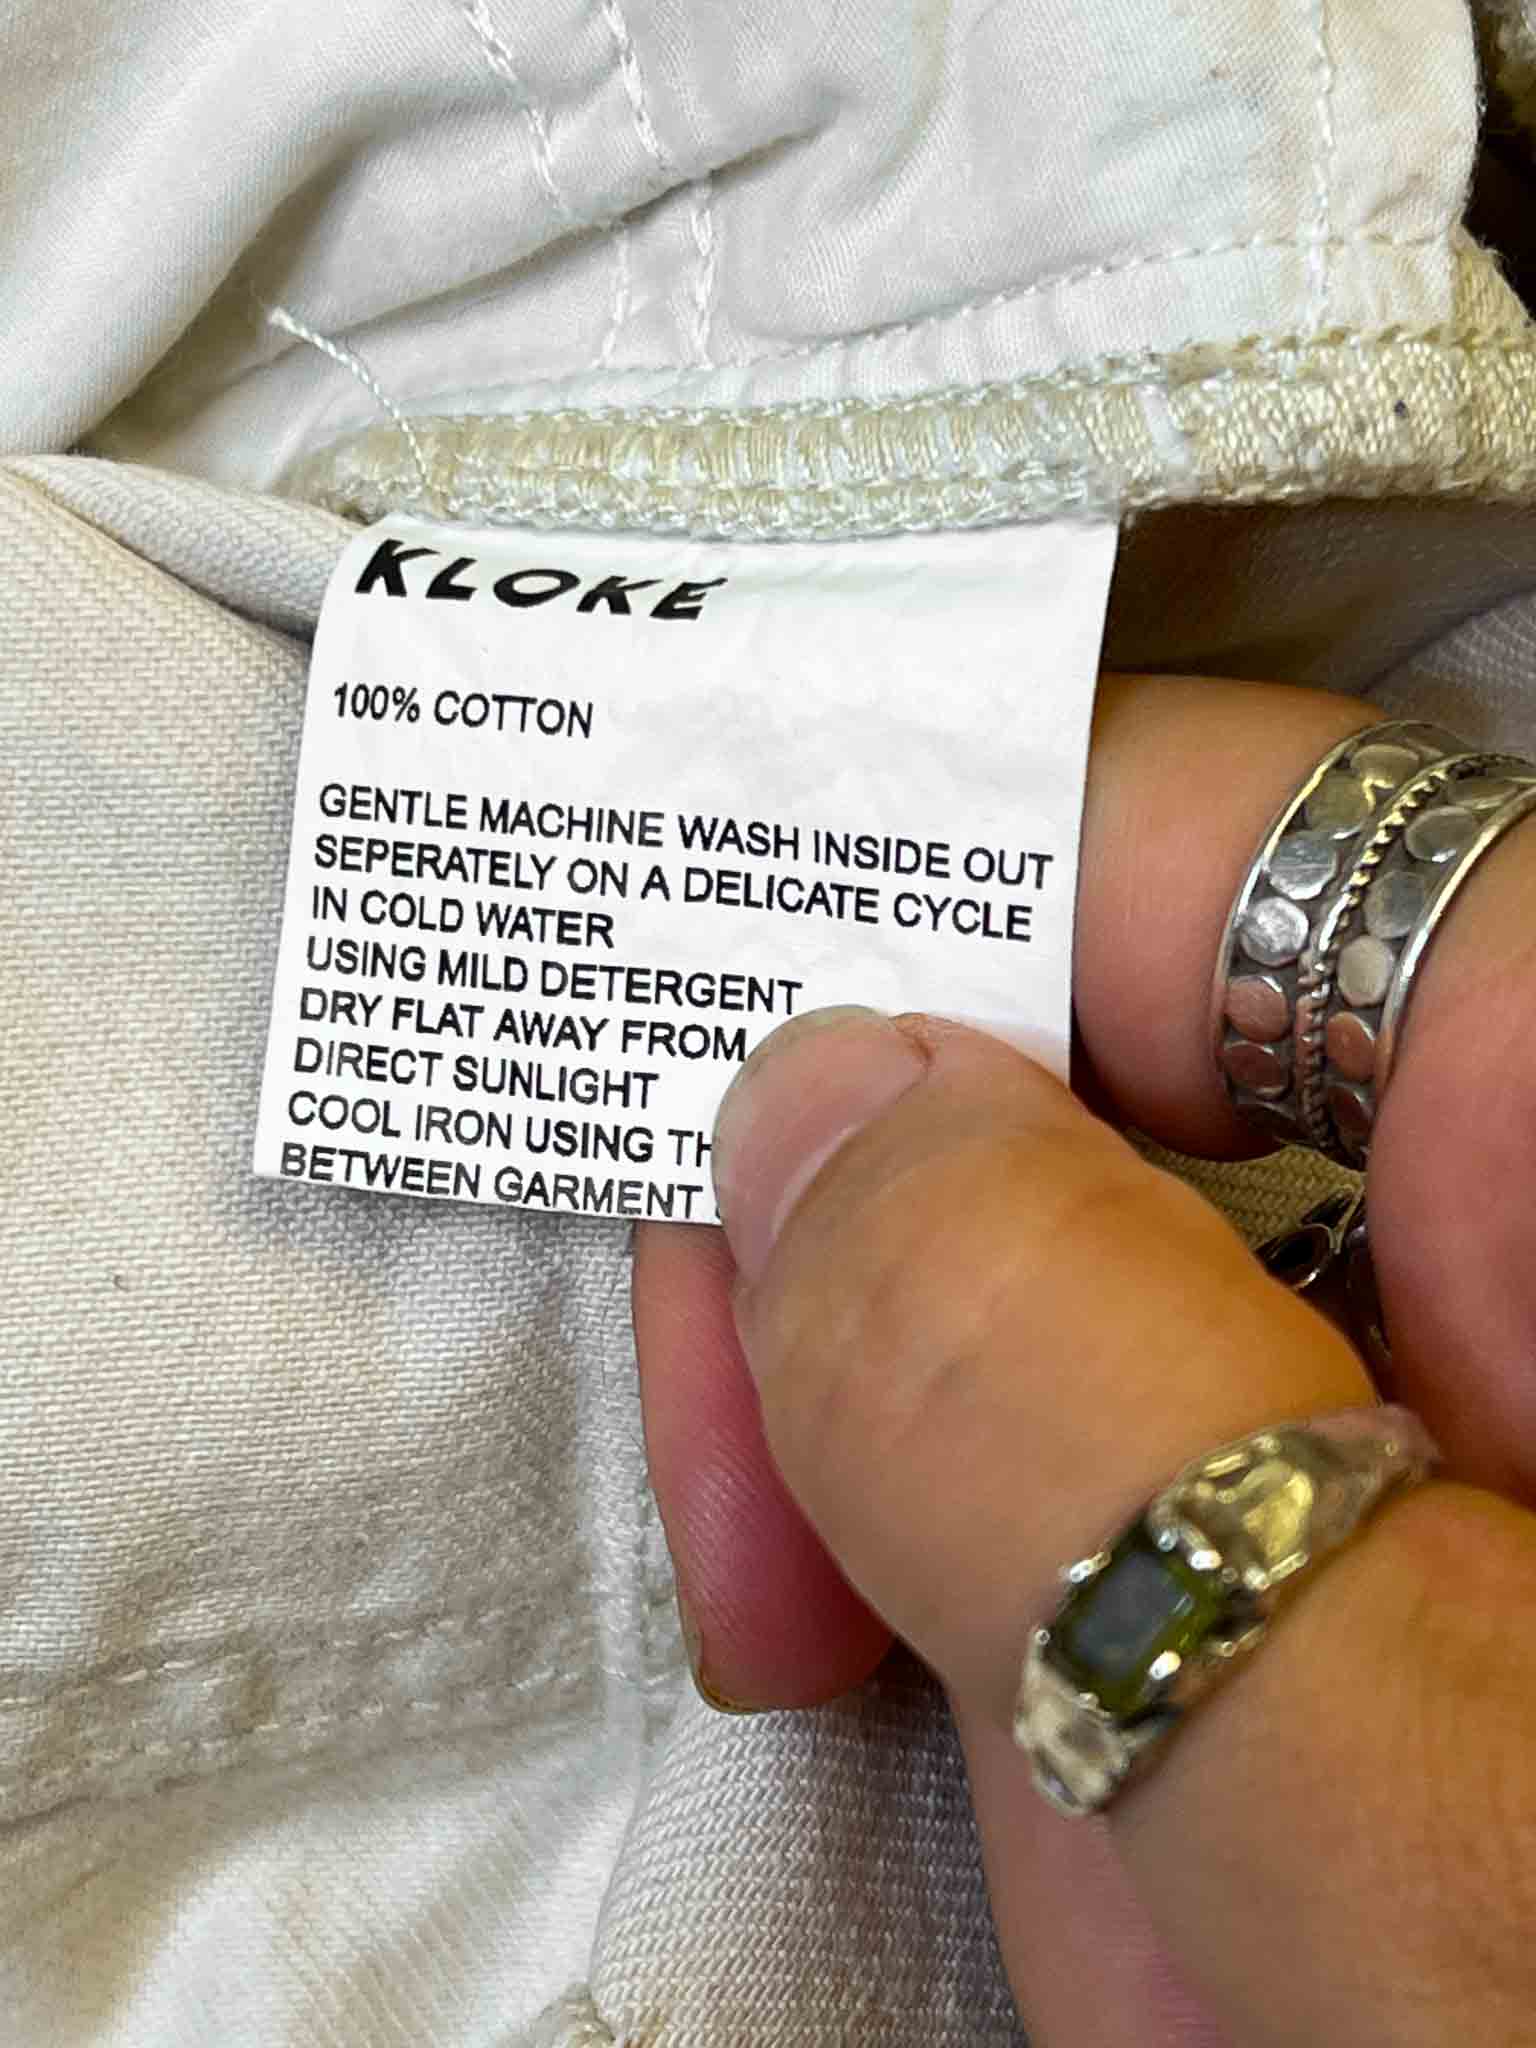 KLOKE
100% COTTON
GENTLE MACHINE WASH INSIDE OUT
SEPERATELY ON A DELICATE CYCLE
IN COLD WATER
USING MILD DETERGENT
DRY FLAT AWAY FROM
DIRECT SUNLIGHT
COOL IRON USING
BETWEEN GARMENT